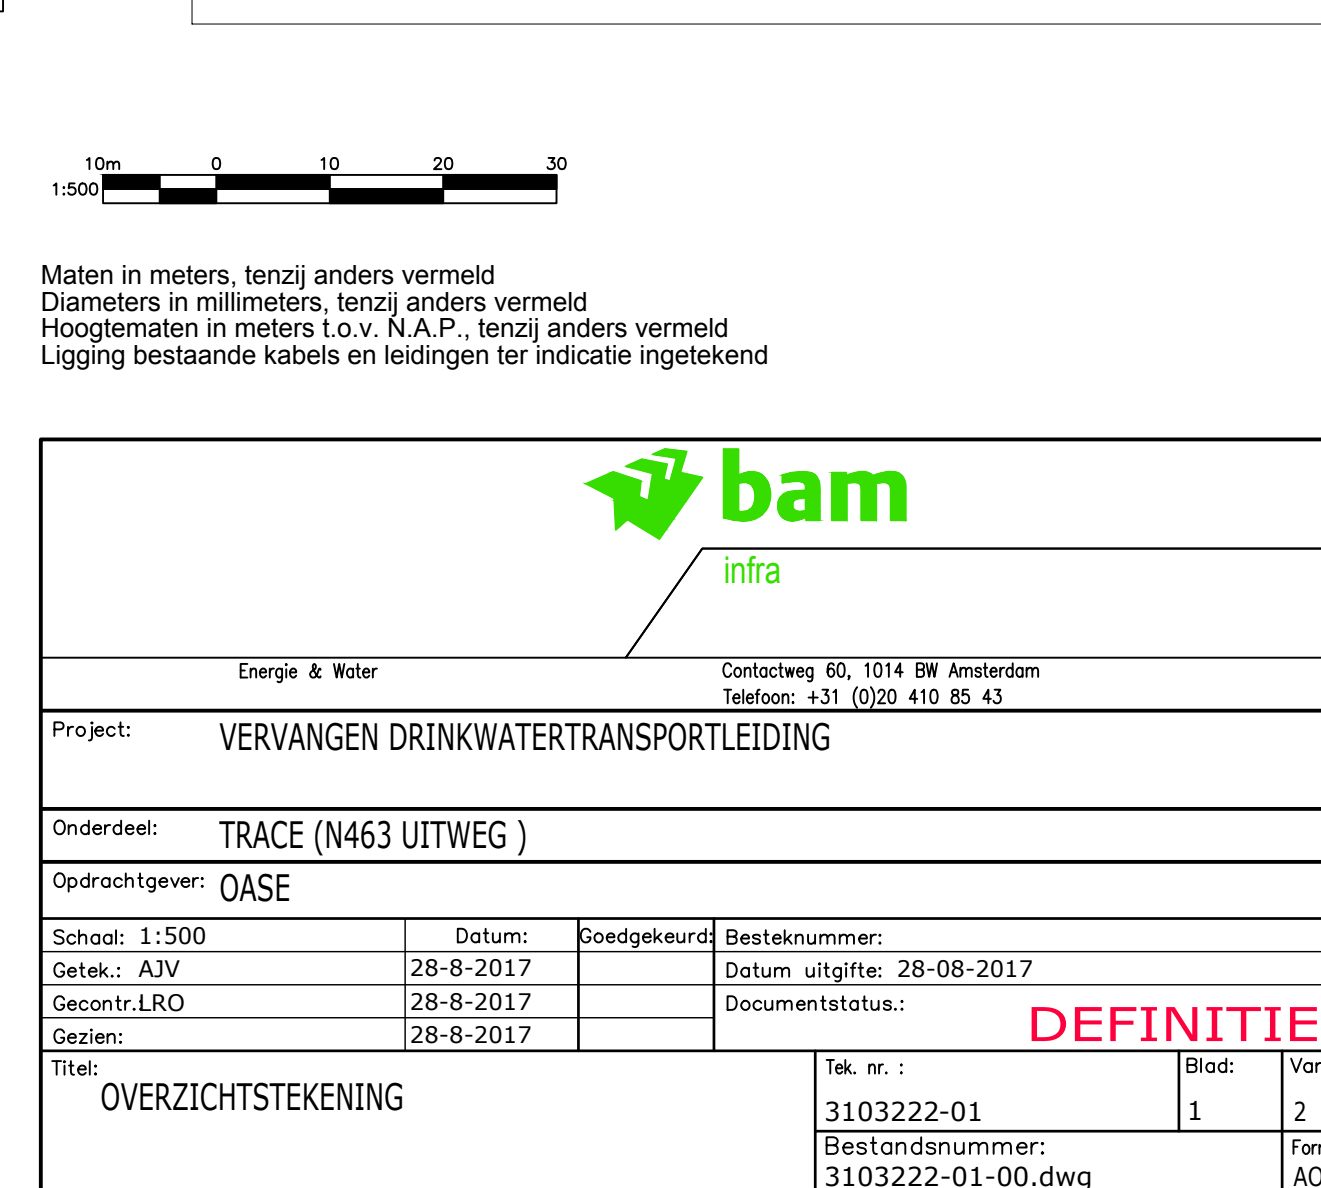 10m 0 10 20 30
1:500
Maten in meters, tenzij anders vermeld
Diameters in millimeters, tenzij anders vermeld
Hoogtematen in meters t.o.v. N.A.P., tenzij anders vermeld
Ligging bestaande kabels en leidingen ter indicatie ingetekend
bam
infra
Energie & Water
Contactweg 60, 1014 BW Amsterdam
Telefoon: +31 (0)20 410 85 43
Project: VERVANGEN DRINKWATERTRANSPORTLEIDING
Onderdeel: TRACE (N463 UITWEG )
Opdrachtgever: OASE
Schaal: 1:500 Datum: Goedgekeurd: Besteknummer:
Getek.: AJV 28-8-2017 Datum uitgifte: 28-08-2017
Gecontr.: LRO 28-8-2017 Documentstatus.: DEFINITIE
Gezien: 28-8-2017
Titel: Tek. nr. : Blad: Van
OVERZICHTSTEKENING 3103222-01 1 2
Bestandsnummer: Forr
3103222-01-00.dwg